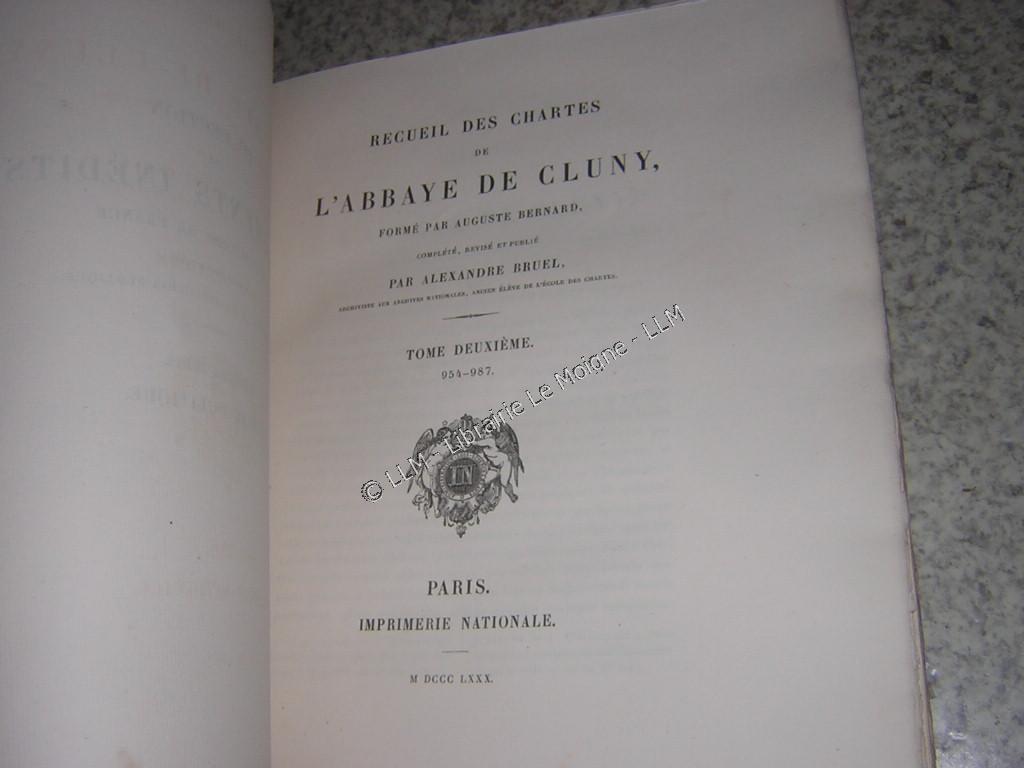 RECUEIL DES CHARTES
DE
L'ABBAYE DE CLUNY,
FORMÉ PAR AUGUSTE BERNARD,
COMPLÉTÉ, REVISÉ ET PUBLIÉ
PAR ALEXANDRE BRUEL,
ARCHIVISTE AUX ARCHIVES NATIONALES, ANCIEN ÉLÈVE DE L'ÉCOLE DES CHARTES.
TOME DEUXIÈME.
954-987.
© LLM - Librairie Le Moigne - LLM
IN
PARIS.
IMPRIMERIE NATIONALE.
M DCCC LXXX.